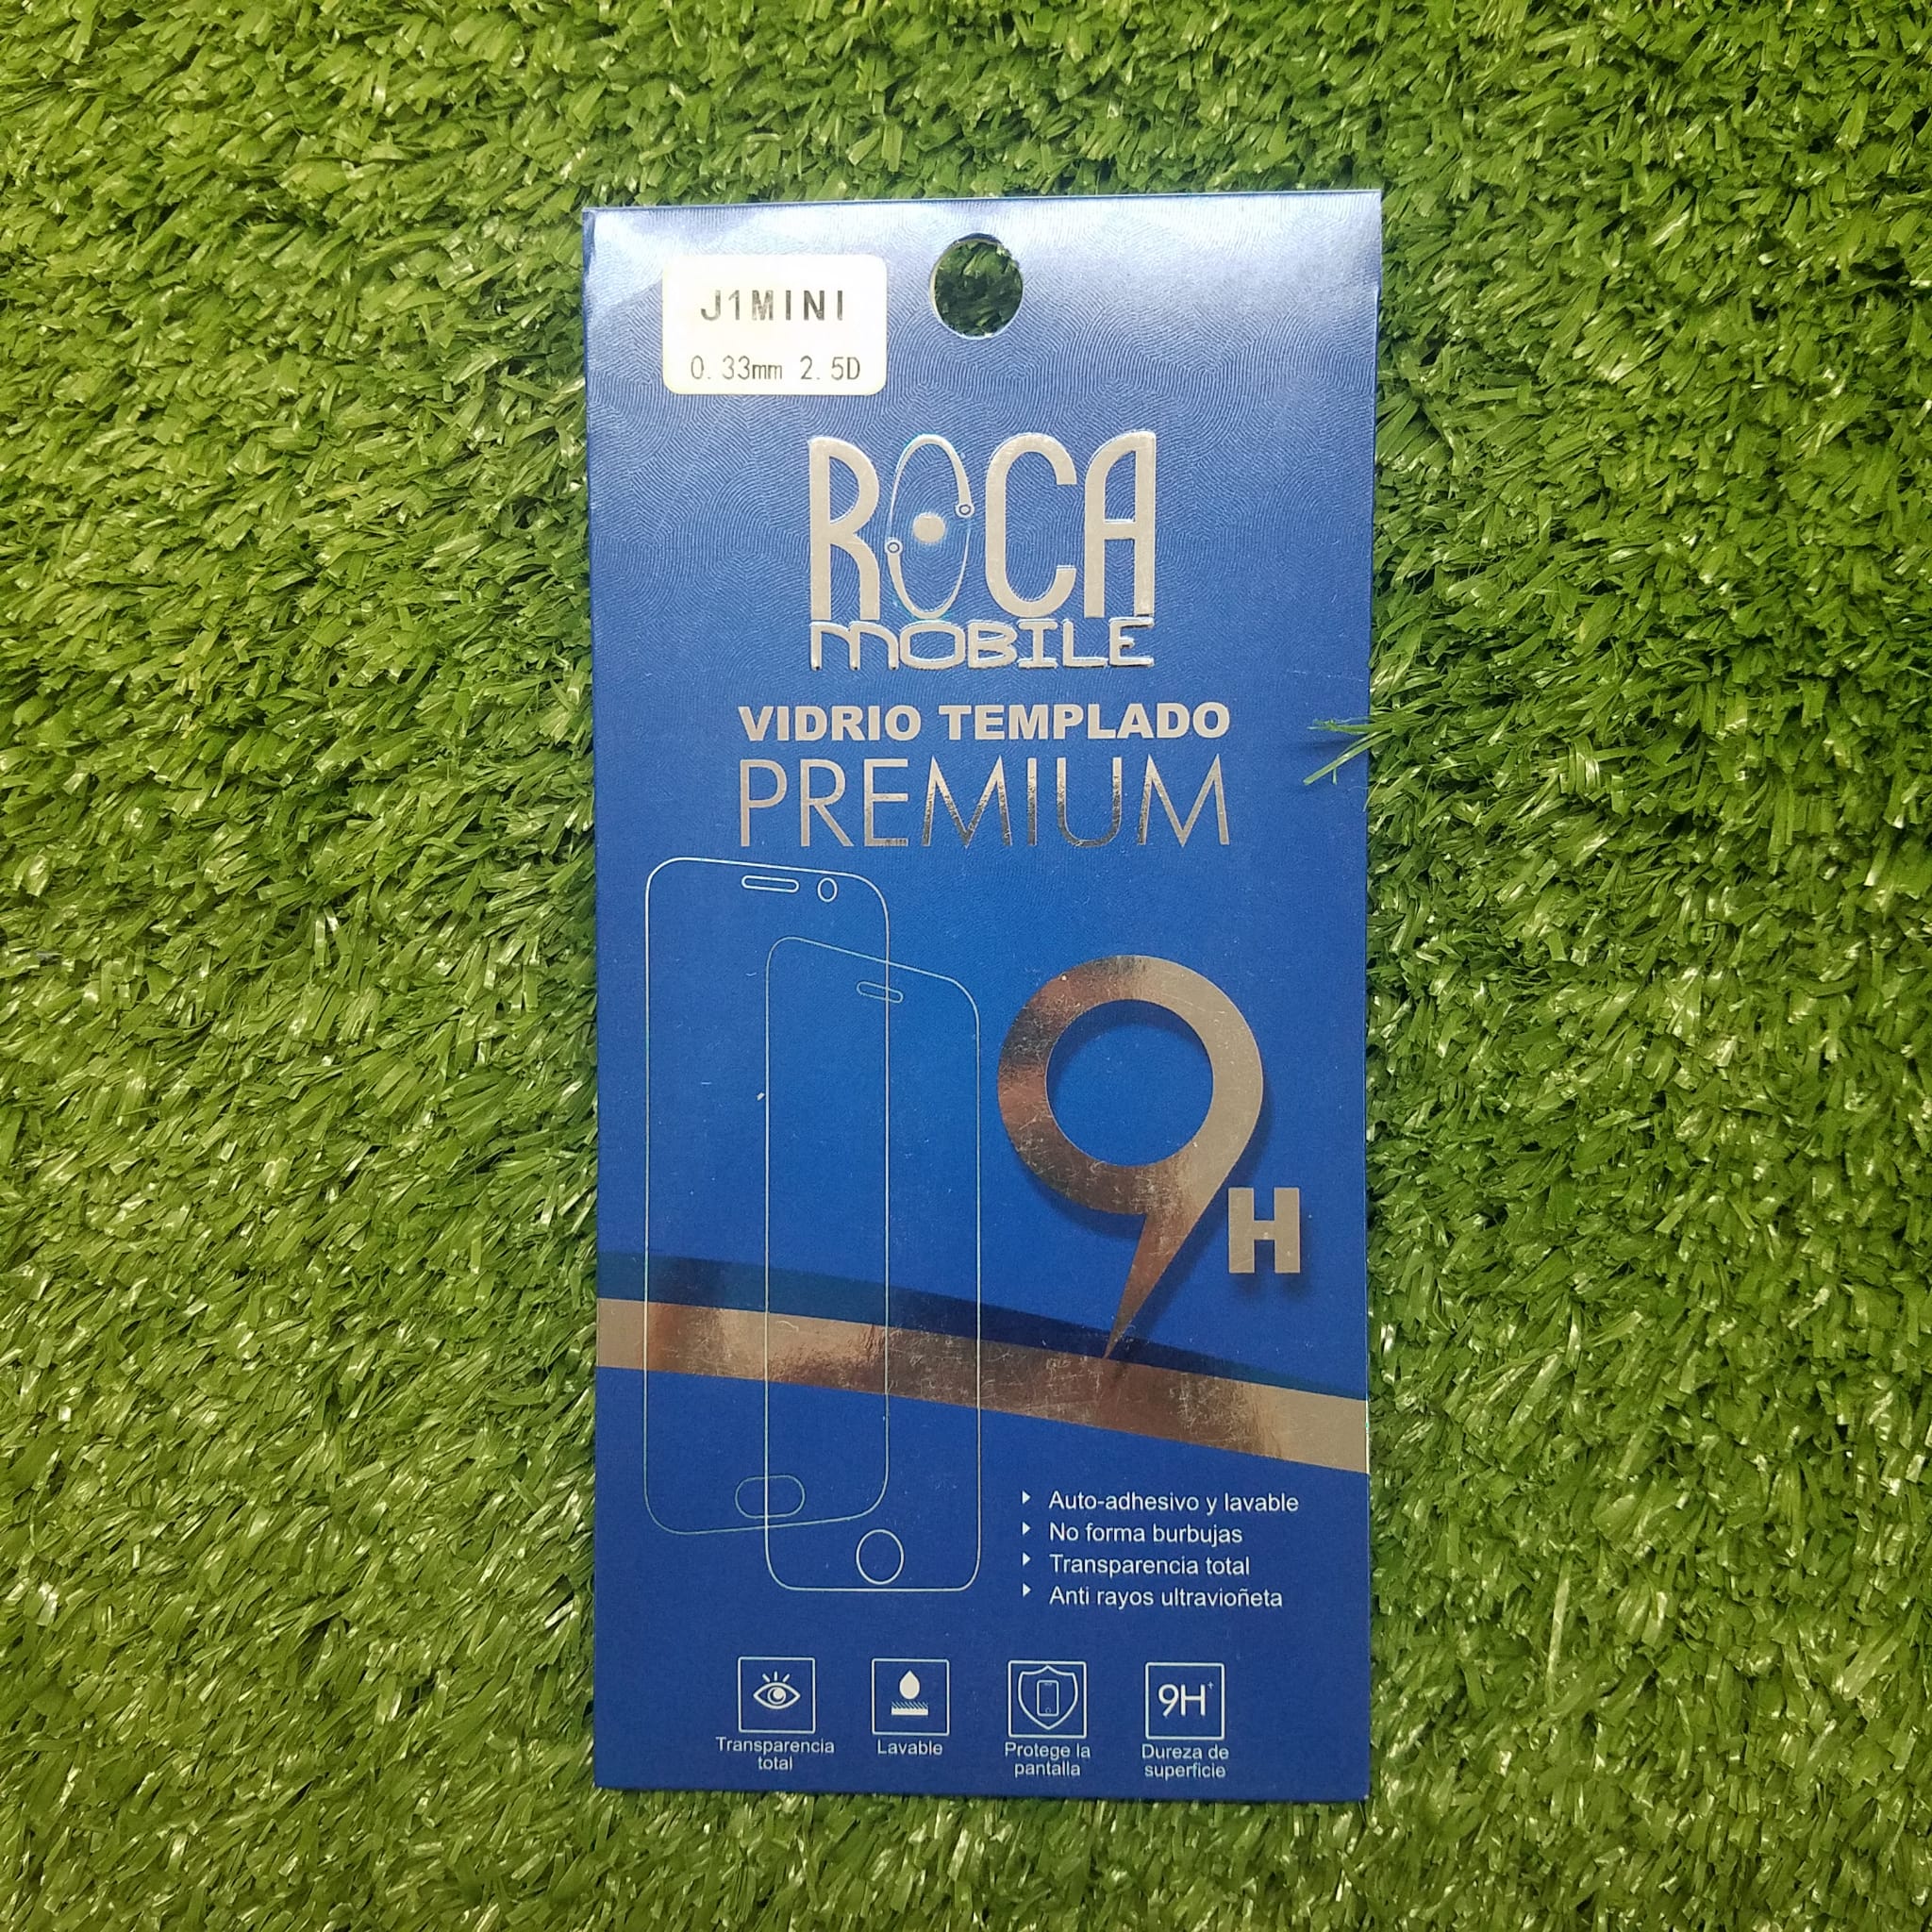 J1MINI
0.33mm 2.5D
ROCA
MOBILE
VIDRIO TEMPLADO
PREMIUM
9H
Auto-adhesivo y lavable
No forma burbujas
Transparencia total
Anti rayos ultravioñeta
9H+
Transparencia
total
Lavable
Protege la
pantalla
Dureza de
superficie